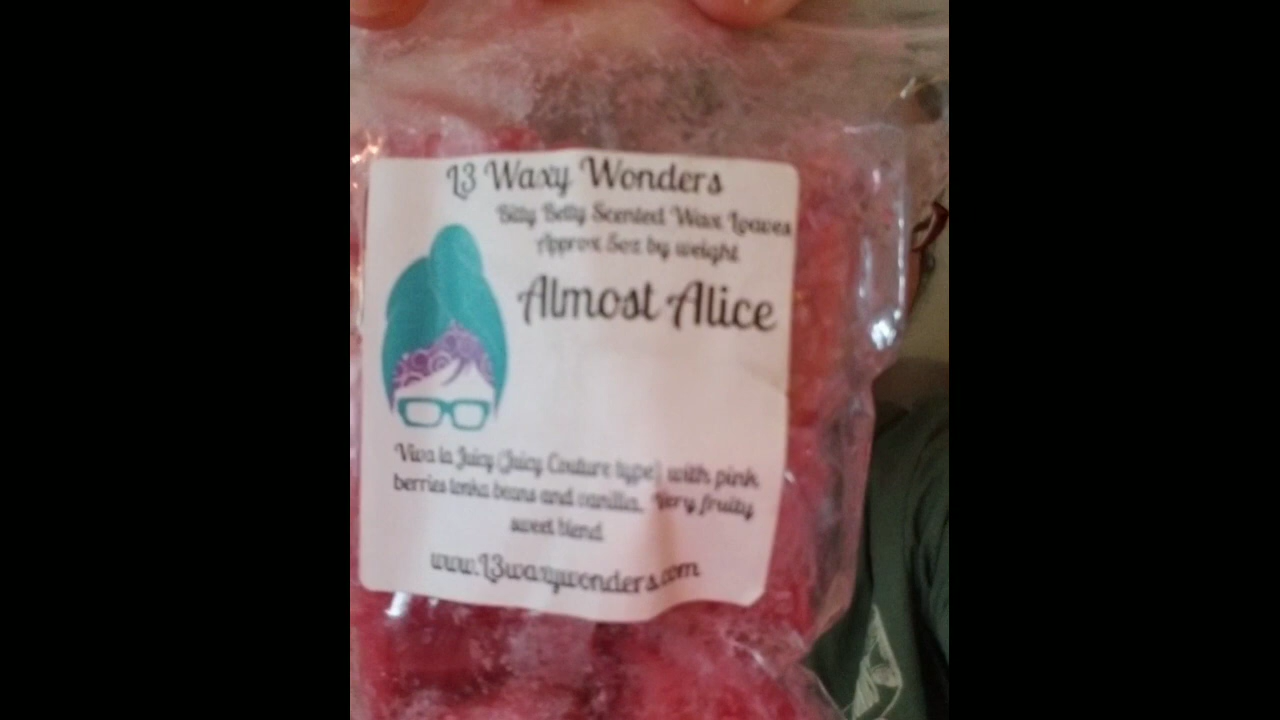 L3 Waxy Wonders
Bitty Betty Scented Wax Loaves
Approx 5oz by weight
Almost Alice
Viva la Juicy (Juicy Couture type) with pink
berries tonka beans and vanilla. Very fruity
sweet blend
www.L3waxywonders.com